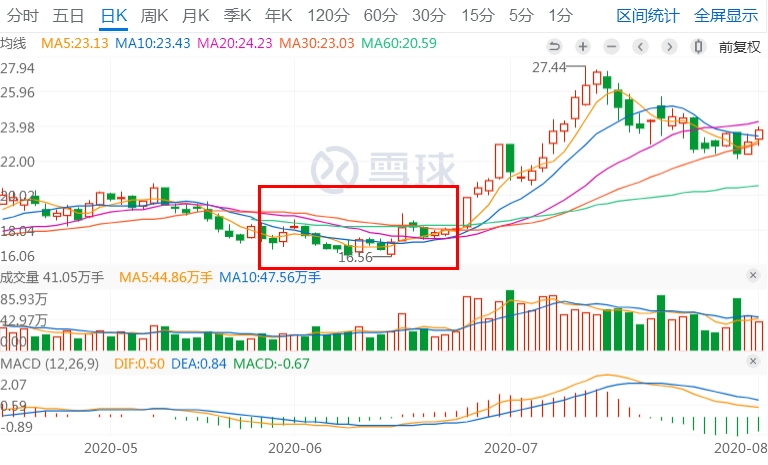 分时 五日 日K 周K 月K 季K 年K 120分 60分 30分 15分 5分 1分 区间统计 全屏显示
均线 MA5:23.13 MA10:23.43 MA20:24.23 MA30:23.03 MA60:20.59 前复权
27.94
27.44
25.96
23.98
22.00
雪球
20.02
18.04
16.06
16.56
成交量 41.05万手 MA5:44.86万手 MA10:47.56万手
85.93万
42.97万
0.00
MACD (12,26,9) DIF:0.50 DEA:0.84 MACD:-0.67
2.07
0.59
-0.89
2020-05 2020-06 2020-07 2020-08